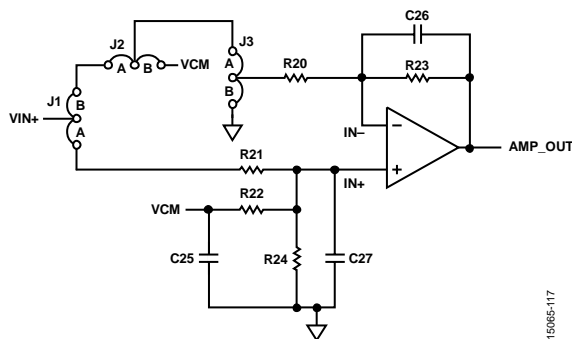 C26
J2
J3
A
B
VCM
A
R20
R23
J1
B
B
VIN+
A
IN–
–
AMP_OUT
+
R21
IN+
VCM
R22
C25
R24
C27
15065-117